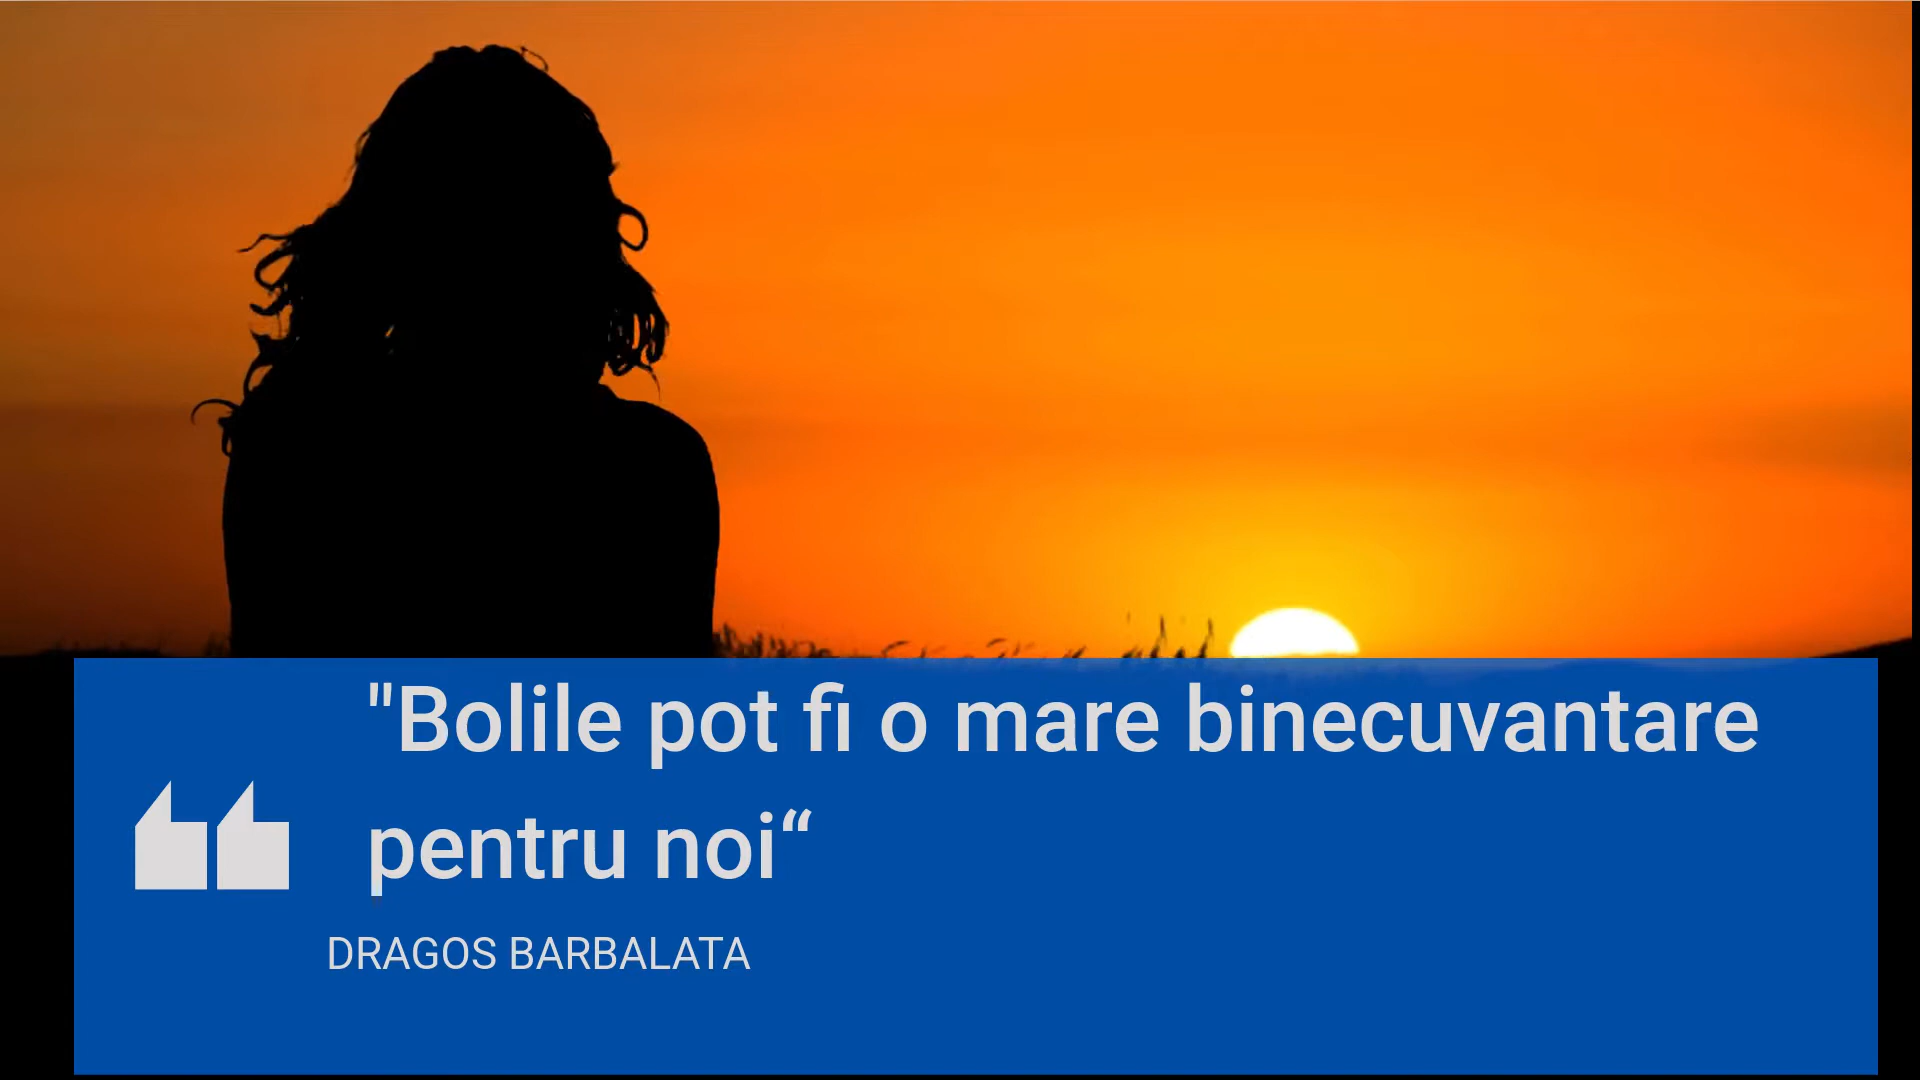 "Bolile pot fi o mare binecuvantare
pentru noi“
DRAGOS BARBALATA